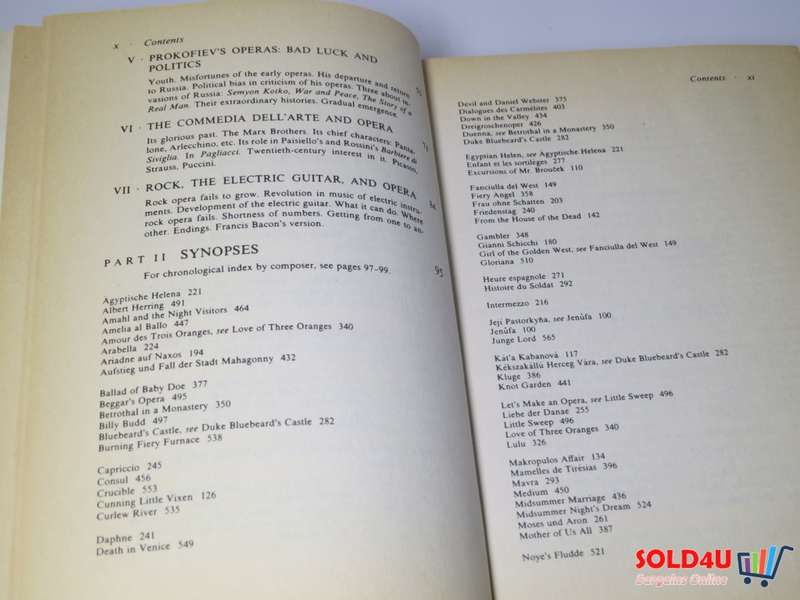 x · Contents
V · PROKOFIEV'S OPERAS: BAD LUCK AND
POLITICS 51
Youth. Misfortunes of the early operas. His departure and return
to Russia. Political bias in criticism of his operas. Three about in-
vasions of Russia: Semyon Kotko, War and Peace, The Story of a
Real Man. Their extraordinary histories. Gradual emergence.
VI · THE COMMEDIA DELL'ARTE AND OPERA
Its glorious past. The Marx Brothers. Its chief characters: Panta-
lone, Arlecchino, etc. Its role in Paisiello's and Rossini's Barbiere di
Siviglia. In Pagliacci. Twentieth-century interest in it. Picasso,
Strauss, Puccini.
VII · ROCK, THE ELECTRIC GUITAR, AND OPERA
Rock opera fails to grow. Revolution in music of electric instru-
ments. Development of the electric guitar. What it can do. Where
rock opera fails. Shortness of numbers. Getting from one to an-
other. Endings. Francis Bacon's version.
PART II SYNOPSES 95
For chronological index by composer, see pages 97-99.
Ägyptische Helena 221
Albert Herring 491
Amahl and the Night Visitors 464
Amelia al Ballo 447
Amour des Trois Oranges, see Love of Three Oranges 340
Arabella 224
Ariadne auf Naxos 194
Aufstieg und Fall der Stadt Mahagonny 432
Ballad of Baby Doe 377
Beggar's Opera 495
Betrothal in a Monastery 350
Billy Budd 497
Bluebeard's Castle, see Duke Bluebeard's Castle 282
Burning Fiery Furnace 538
Capriccio 245
Consul 456
Crucible 553
Cunning Little Vixen 126
Curlew River 535
Daphne 241
Death in Venice 549
Contents · xi
Devil and Daniel Webster 375
Dialogues des Carmélites 403
Down in the Valley 434
Dreigroschenoper 426
Duenna, see Betrothal in a Monastery 350
Duke Bluebeard's Castle 282
Egyptian Helen, see Ägyptische Helena 221
Enfant et les sortilèges 277
Excursions of Mr. Brouček 110
Fanciulla del West 149
Fiery Angel 358
Frau ohne Schatten 203
Friedenstag 240
From the House of the Dead 142
Gambler 348
Gianni Schicchi 180
Girl of the Golden West, see Fanciulla del West 149
Gloriana 510
Heure espagnole 271
Histoire du Soldat 292
Intermezzo 216
Její Pastorkyňa, see Jenůfa 100
Jenůfa 100
Junge Lord 565
Kát'a Kabanová 117
Kékszakállú Herceg Vára, see Duke Bluebeard's Castle 282
Kluge 386
Knot Garden 441
Let's Make an Opera, see Little Sweep 496
Liebe der Danae 255
Little Sweep 496
Love of Three Oranges 340
Lulu 326
Makropulos Affair 134
Mamelles de Tirésias 396
Mavra 293
Medium 450
Midsummer Marriage 436
Midsummer Night's Dream 524
Moses und Aron 261
Mother of Us All 387
Noye's Fludde 521
SOLD4U
Bargains Online